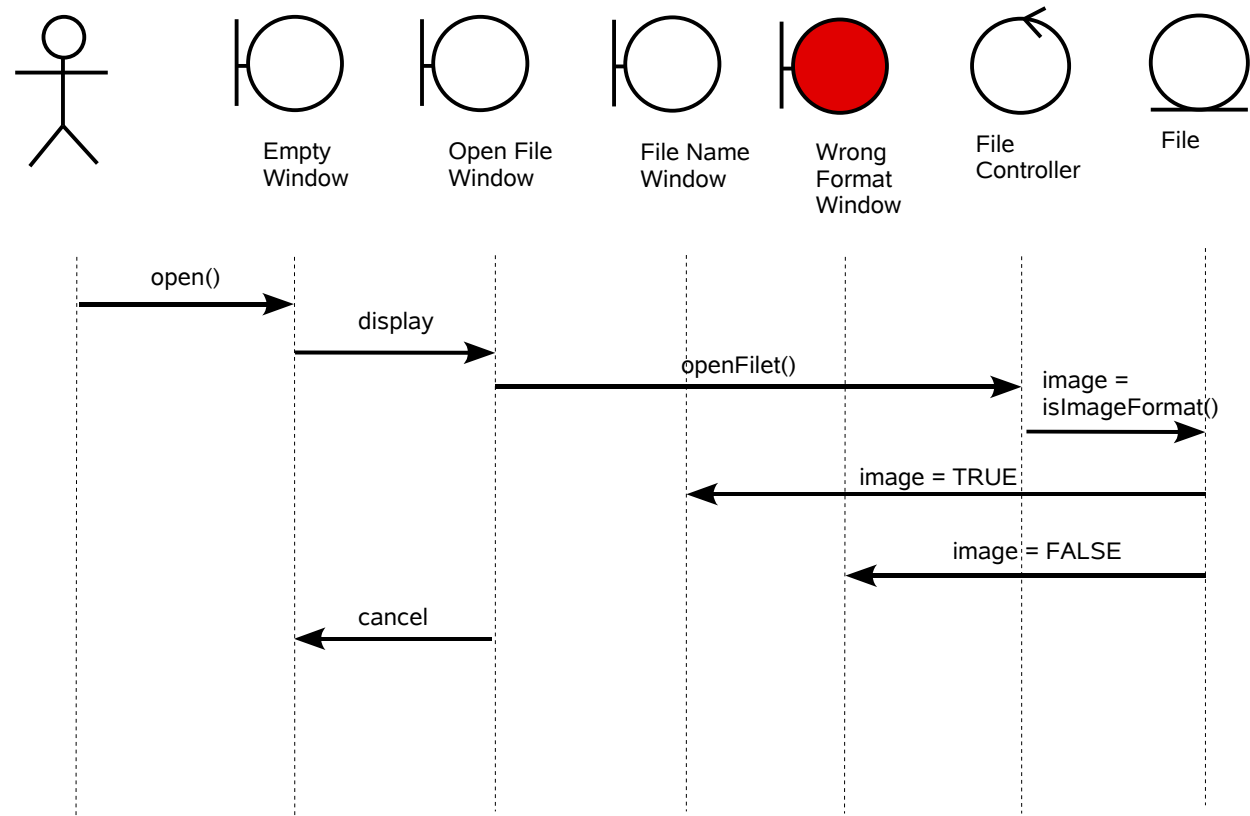 Empty
Window
Open File
Window
File Name
Window
Wrong
Format
Window
File
Controller
File
open()
display
openFilet()
image =
isImageFormat()
image = TRUE
image = FALSE
cancel